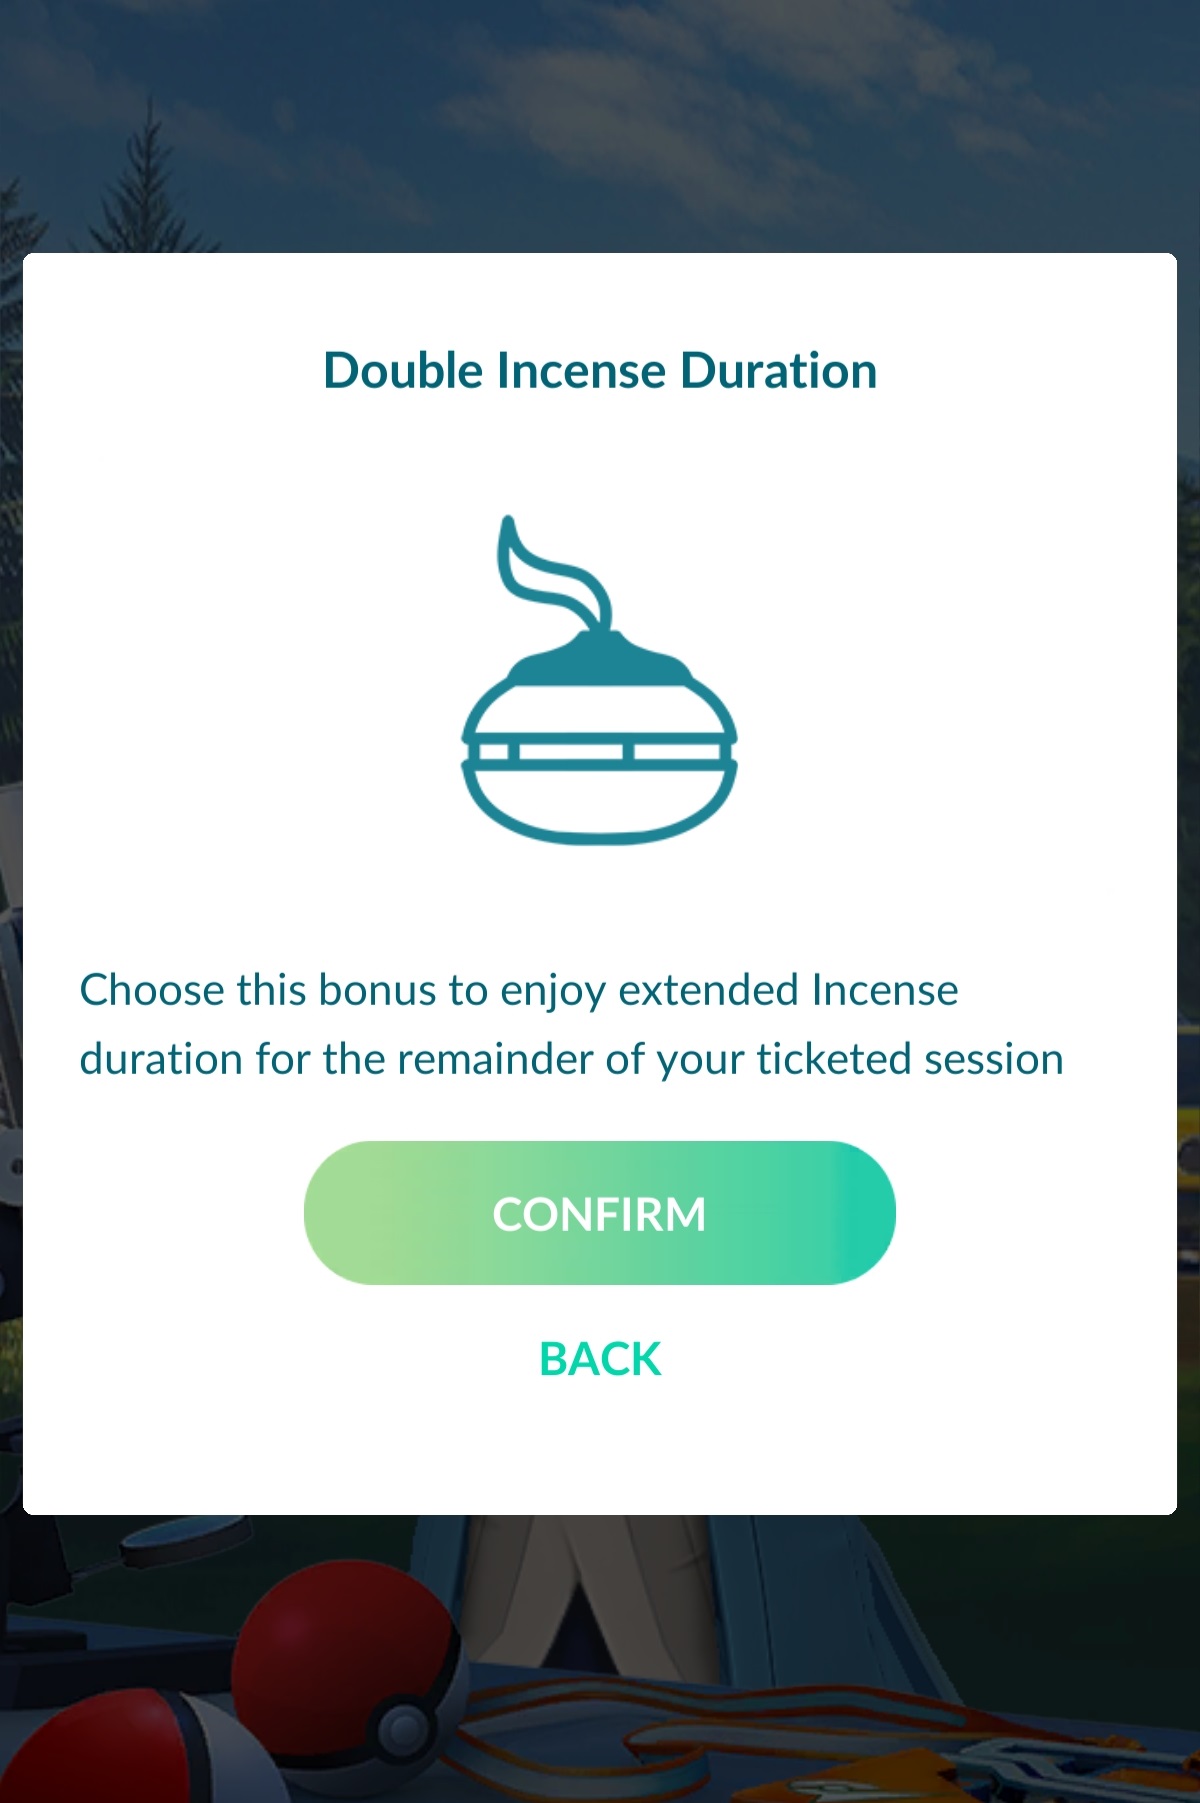 Double Incense Duration
Choose this bonus to enjoy extended Incense
duration for the remainder of your ticketed session
CONFIRM
BACK